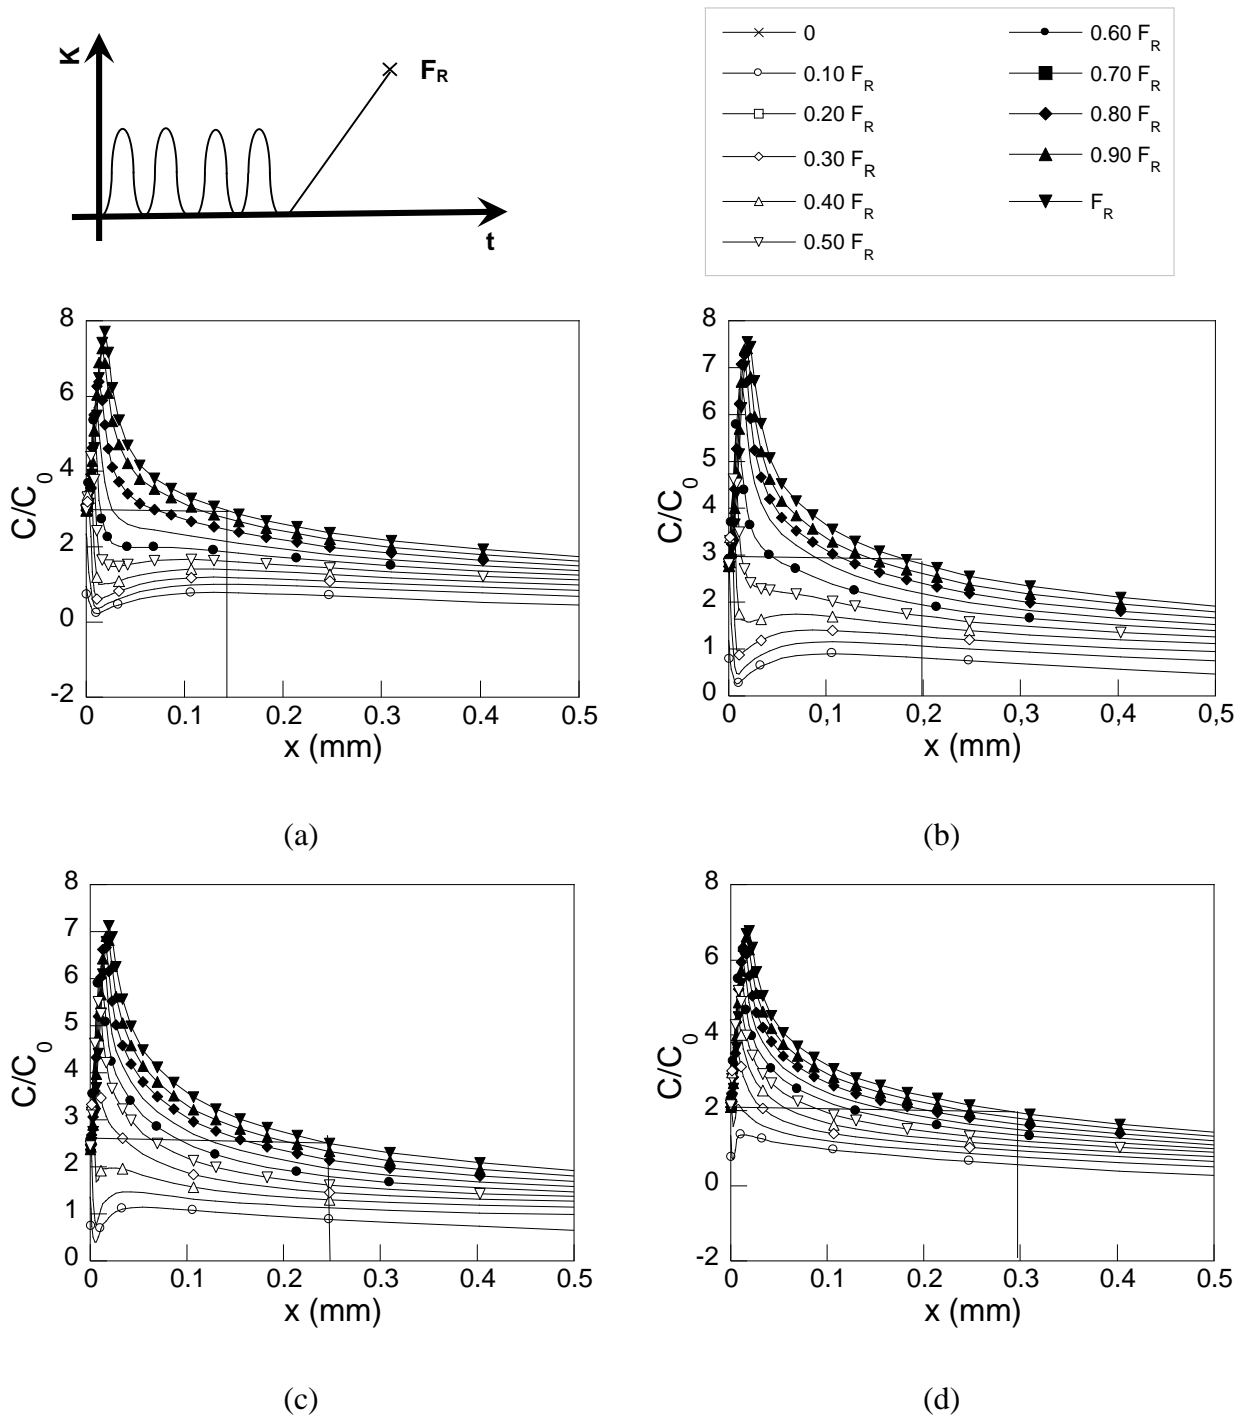 K
F_R
t
0
0.10 F_R
0.20 F_R
0.30 F_R
0.40 F_R
0.50 F_R
0.60 F_R
0.70 F_R
0.80 F_R
0.90 F_R
F_R
8
6
4
2
0
-2
C/C_0
0 0.1 0.2 0.3 0.4 0.5
x (mm)
(a)
8
7
6
5
4
3
2
1
0
C/C_0
0 0,1 0,2 0,3 0,4 0,5
x (mm)
(b)
8
7
6
5
4
3
2
1
0
C/C_0
0 0.1 0.2 0.3 0.4 0.5
x (mm)
(c)
8
6
4
2
0
-2
C/C_0
0 0.1 0.2 0.3 0.4 0.5
x (mm)
(d)